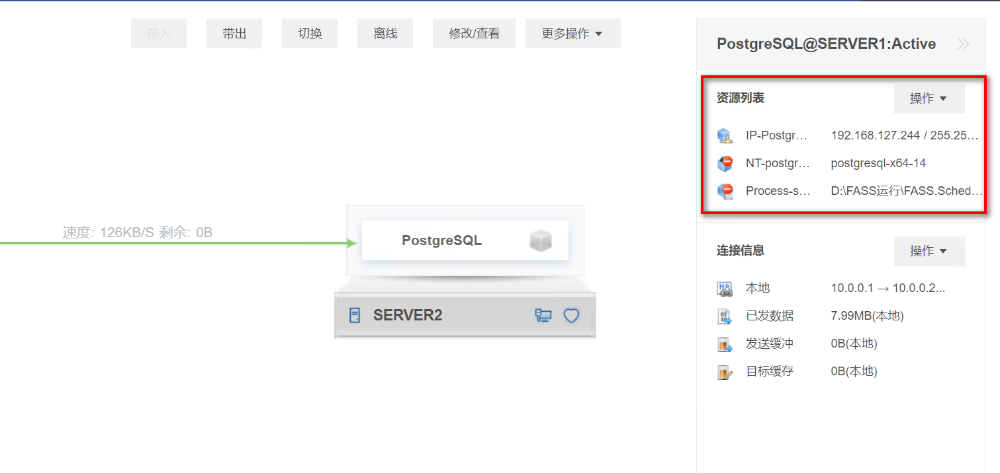 带入 带出 切换 离线 修改/查看 更多操作
速度: 126KB/S 剩余: 0B
PostgreSQL
SERVER2
PostgreSQL@SERVER1:Active
资源列表 操作
IP-Postgr... 192.168.127.244 / 255.25...
NT-postgr... postgresql-x64-14
Process-s... D:\FASS运行\FASS.Sched...
连接信息 操作
本地 10.0.0.1 → 10.0.0.2...
已发数据 7.99MB(本地)
发送缓冲 0B(本地)
目标缓存 0B(本地)